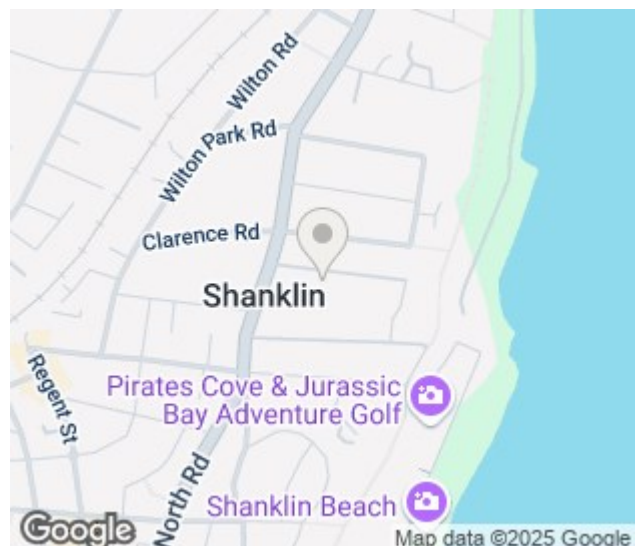 Wilton Rd
Wilton Park Rd
Clarence Rd
Shanklin
Regent St
Pirates Cove & Jurassic
Bay Adventure Golf
North Rd
Shanklin Beach
Google
Map data ©2025 Google